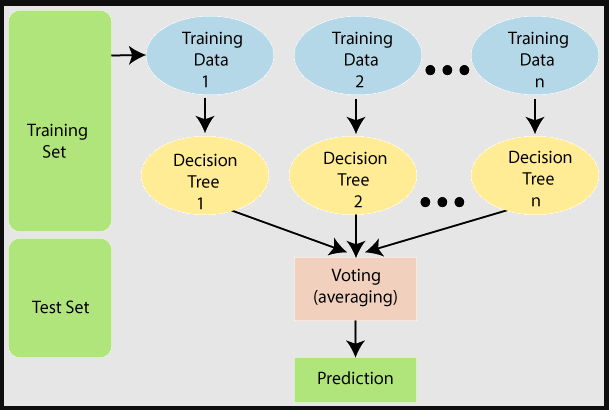 Training
Set
Training
Data
1
Training
Data
2
Training
Data
n
Decision
Tree
1
Decision
Tree
2
Decision
Tree
n
Test Set
Voting
(averaging)
Prediction